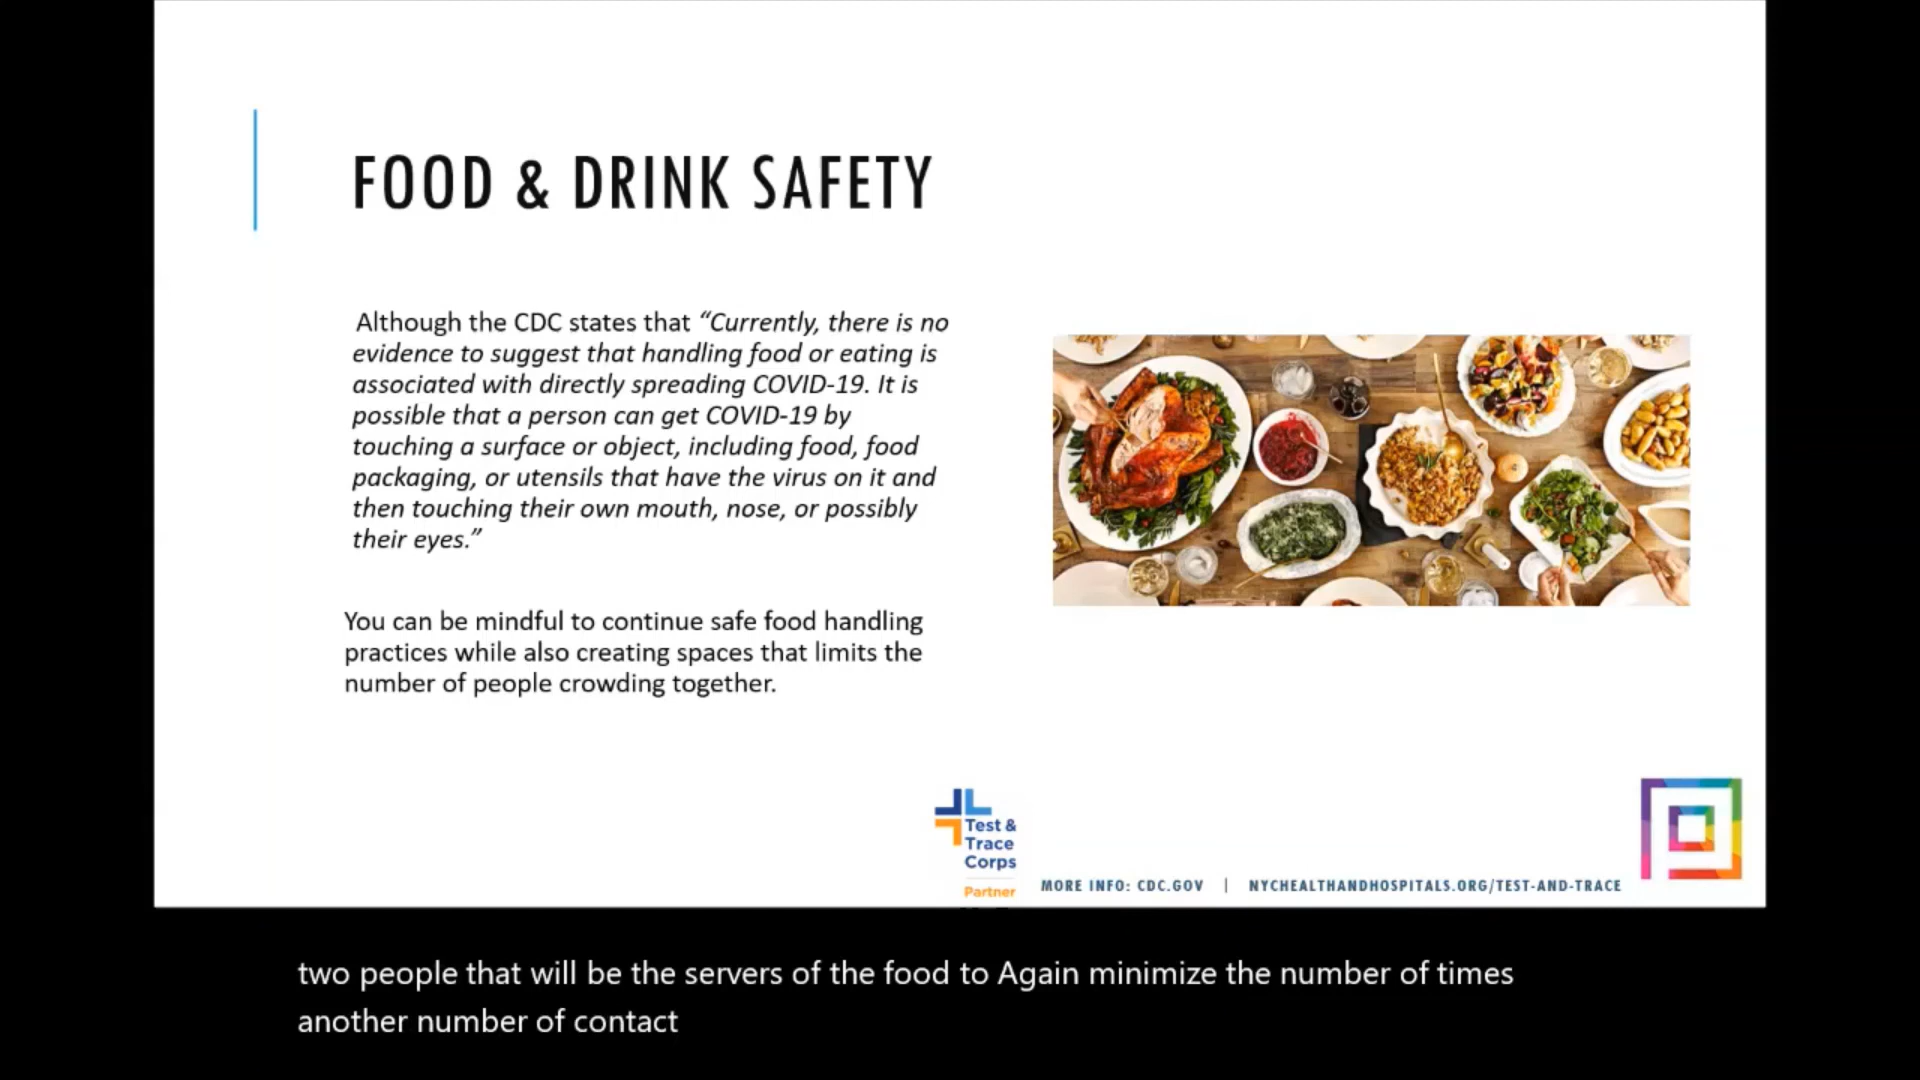 FOOD & DRINK SAFETY
Although the CDC states that “Currently, there is no
evidence to suggest that handling food or eating is
associated with directly spreading COVID-19. It is
possible that a person can get COVID-19 by
touching a surface or object, including food, food
packaging, or utensils that have the virus on it and
then touching their own mouth, nose, or possibly
their eyes.”
You can be mindful to continue safe food handling
practices while also creating spaces that limits the
number of people crowding together.
Test &
Trace
Corps
Partner
MORE INFO: CDC.GOV | NYCHEALTHANDHOSPITALS.ORG/TEST-AND-TRACE
two people that will be the servers of the food to Again minimize the number of times
another number of contact